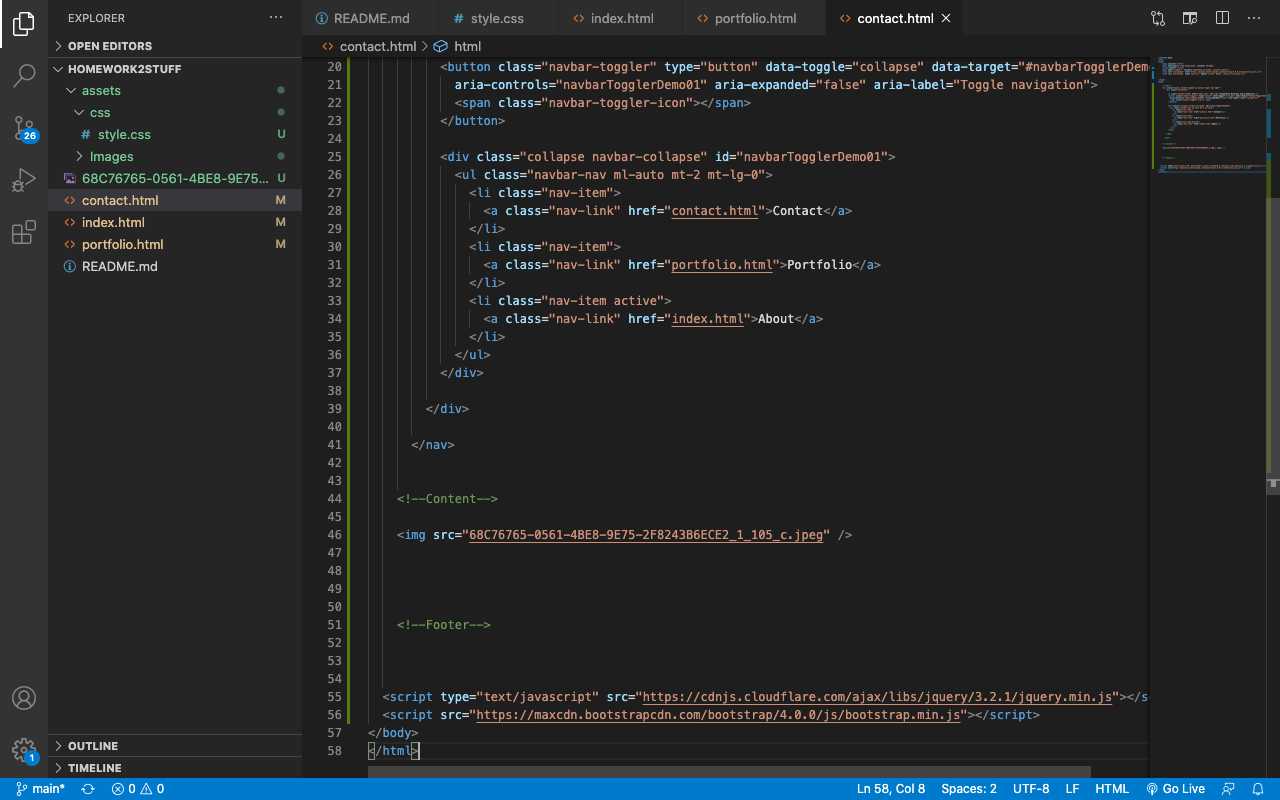 EXPLORER
OPEN EDITORS
HOMEWORK2STUFF
assets
css
# style.css U
Images
68C76765-0561-4BE8-9E75... U
contact.html M
index.html M
portfolio.html M
README.md
OUTLINE
TIMELINE
26
1
README.md
# style.css
<> index.html
<> portfolio.html
<> contact.html ×
<> contact.html > html
20 <button class="navbar-toggler" type="button" data-toggle="collapse" data-target="#navbarTogglerDem
21 aria-controls="navbarTogglerDemo01" aria-expanded="false" aria-label="Toggle navigation">
22 <span class="navbar-toggler-icon"></span>
23 </button>
24
25 <div class="collapse navbar-collapse" id="navbarTogglerDemo01">
26 <ul class="navbar-nav ml-auto mt-2 mt-lg-0">
27 <li class="nav-item">
28 <a class="nav-link" href="contact.html">Contact</a>
29 </li>
30 <li class="nav-item">
31 <a class="nav-link" href="portfolio.html">Portfolio</a>
32 </li>
33 <li class="nav-item active">
34 <a class="nav-link" href="index.html">About</a>
35 </li>
36 </ul>
37 </div>
38
39 </div>
40
41 </nav>
42
43
44 <!--Content-->
45
46 <img src="68C76765-0561-4BE8-9E75-2F8243B6ECE2_1_105_c.jpeg" />
47
48
49
50
51 <!--Footer-->
52
53
54
55 <script type="text/javascript" src="https://cdnjs.cloudflare.com/ajax/libs/jquery/3.2.1/jquery.min.js"></s
56 <script src="https://maxcdn.bootstrapcdn.com/bootstrap/4.0.0/js/bootstrap.min.js"></script>
57 </body>
58 </html>
main* 0 0 Ln 58, Col 8 Spaces: 2 UTF-8 LF HTML Go Live